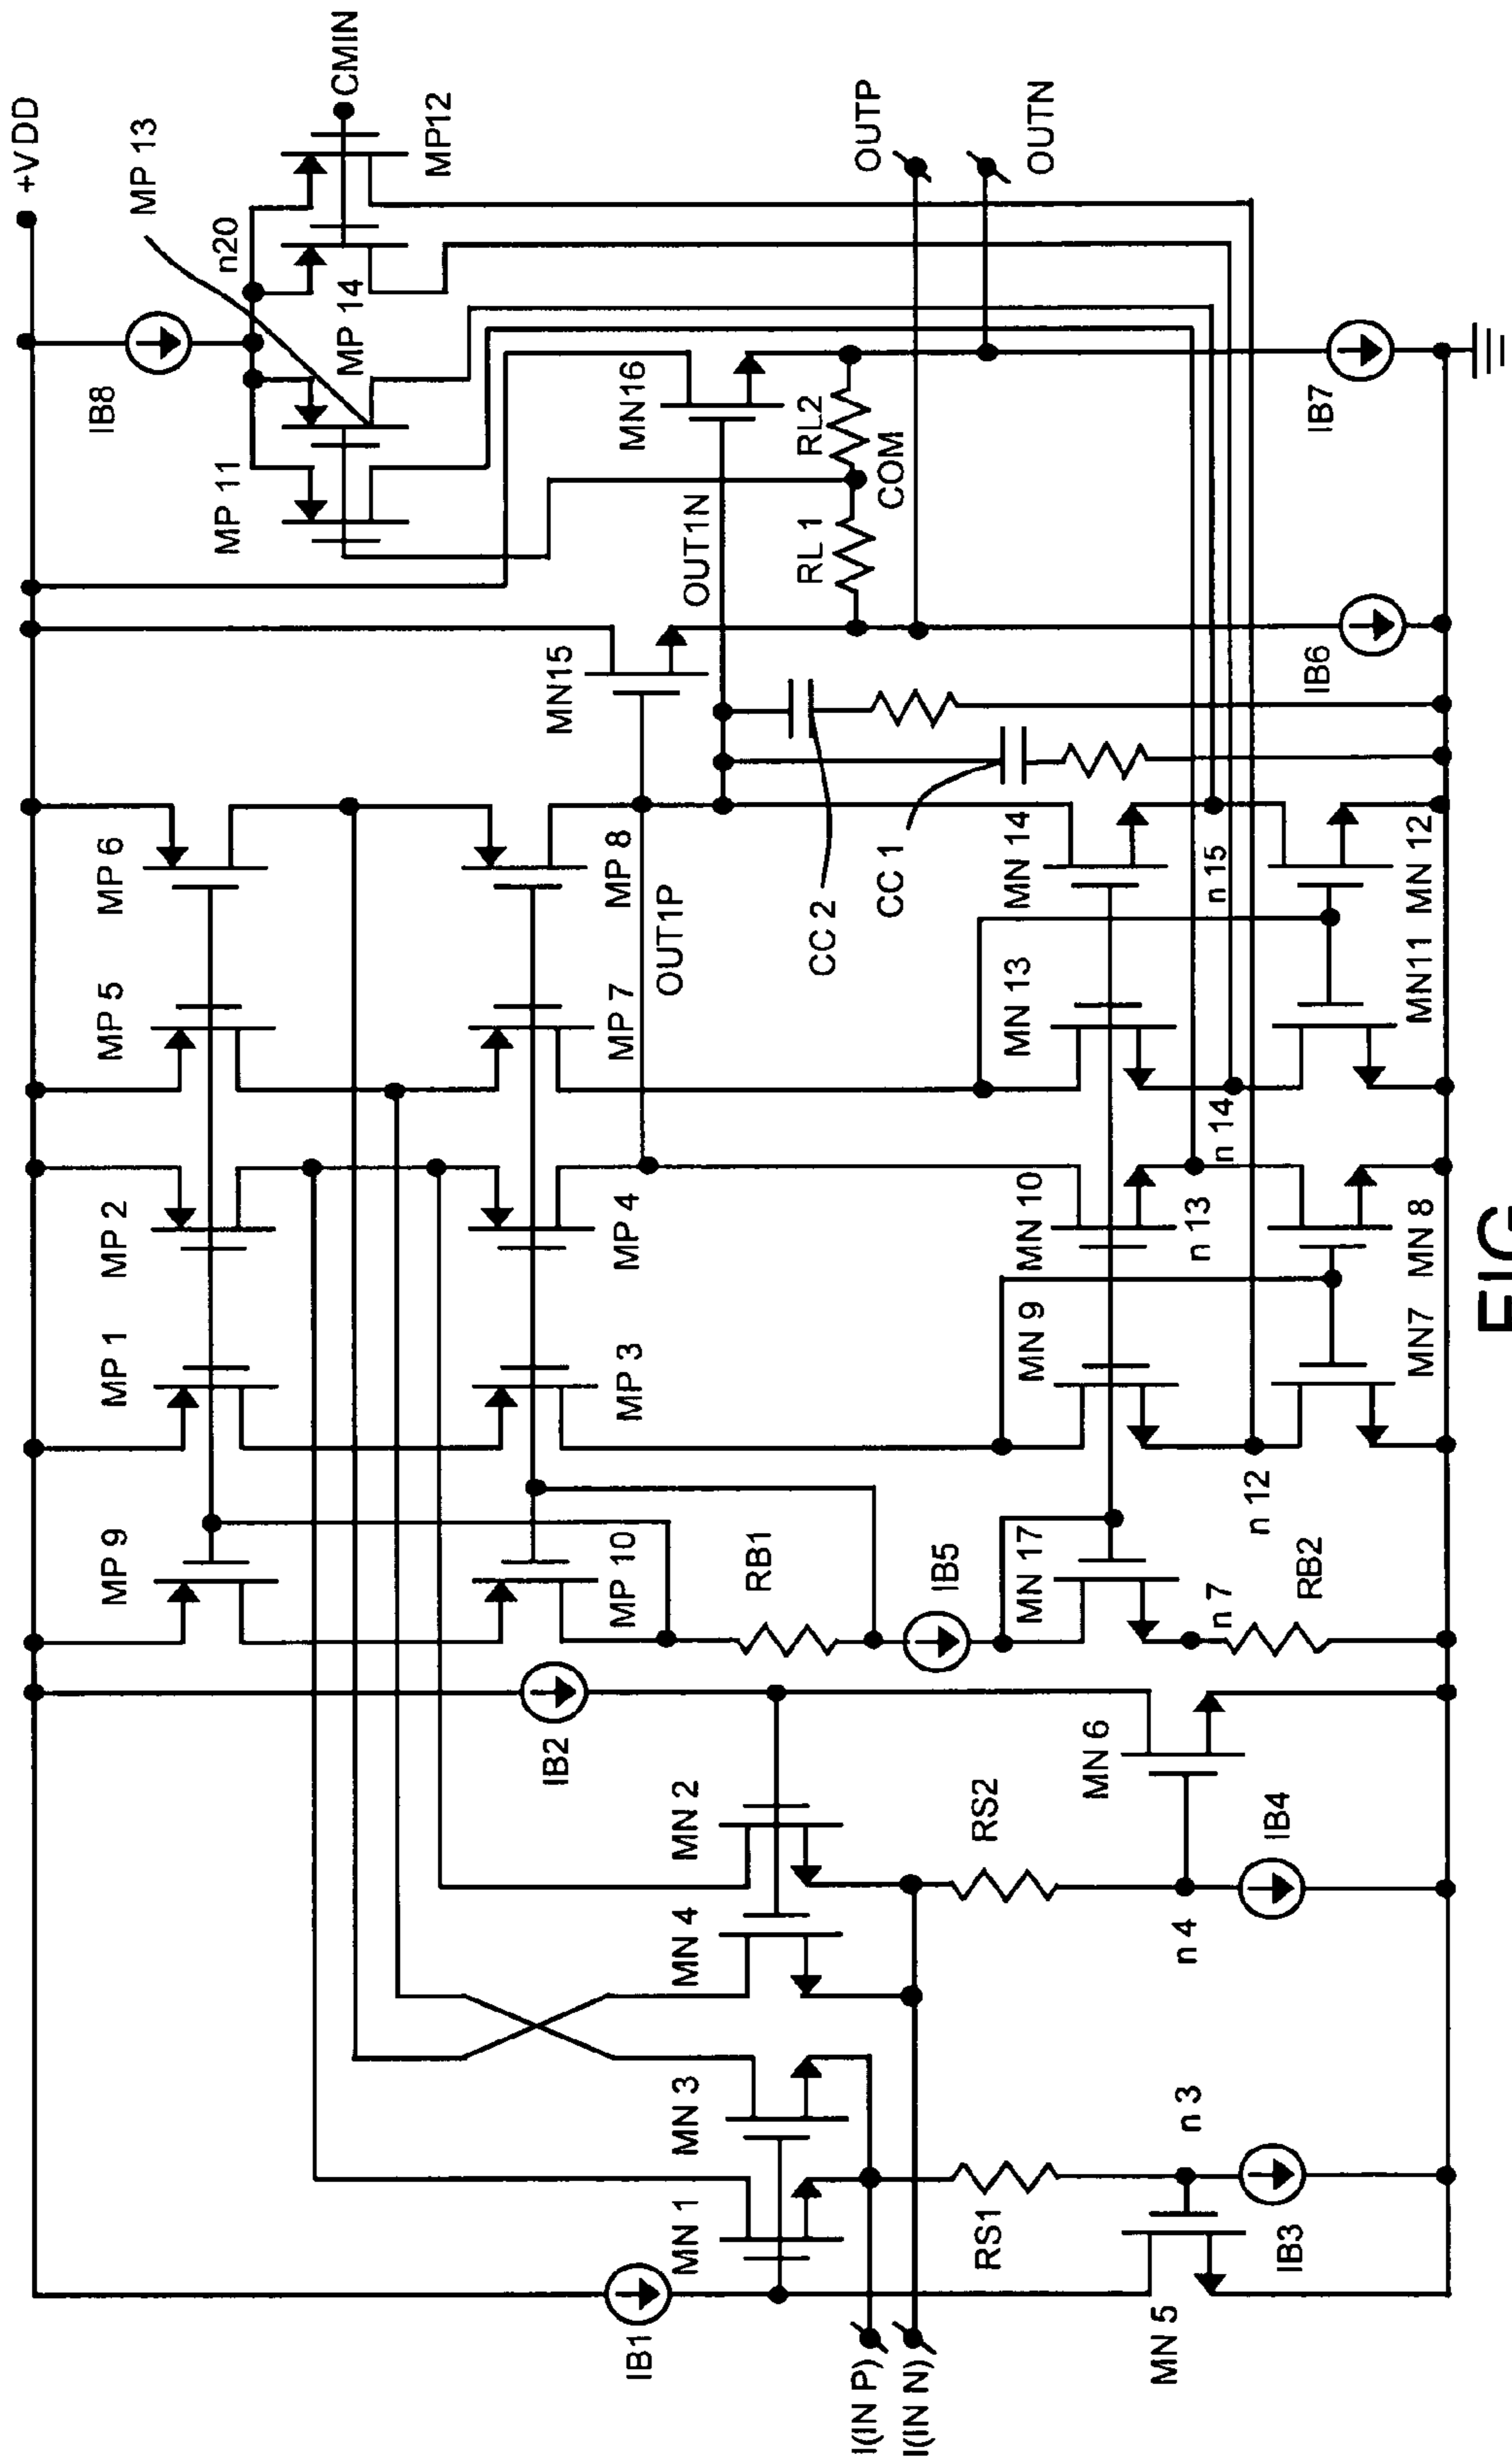 +VDD
MP 13
CMIN
n20
MP12
MP 14
IB8
MP 11
MP 6
MP 5
MP 2
MP 1
MP 9
MP 8
MP 7
MP 4
MP 3
MP 10
OUT1P
OUT1N
MN15
MN16
OUTP
OUTN
RL 1
RL2
COM
IB2
RB1
IB5
MN 17
n 7
RB2
MN 9
MN 10
MN 13
MN 14
n 12
n 13
n 14
n 15
MN7
MN 8
MN11
MN 12
CC 2
CC 1
IB6
IB7
IB1
MN 1
MN 3
MN 4
MN 2
I(IN P)
I(IN N)
RS1
RS2
MN 5
n 3
IB3
n 4
IB4
MN 6
FIG